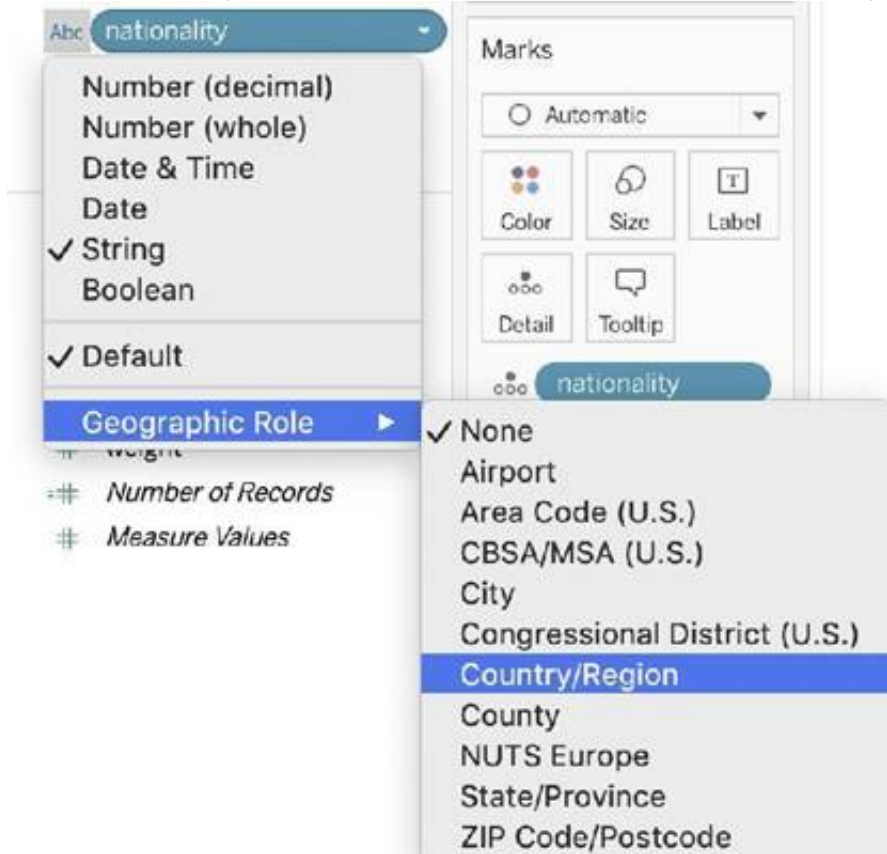 Abc nationality
Number (decimal)
Number (whole)
Date & Time
Date
✓ String
Boolean
✓ Default
Geographic Role
weight
Number of Records
Measure Values
Marks
Automatic
Color Size Label
Detail Tooltip
nationality
✓ None
Airport
Area Code (U.S.)
CBSA/MSA (U.S.)
City
Congressional District (U.S.)
Country/Region
County
NUTS Europe
State/Province
ZIP Code/Postcode